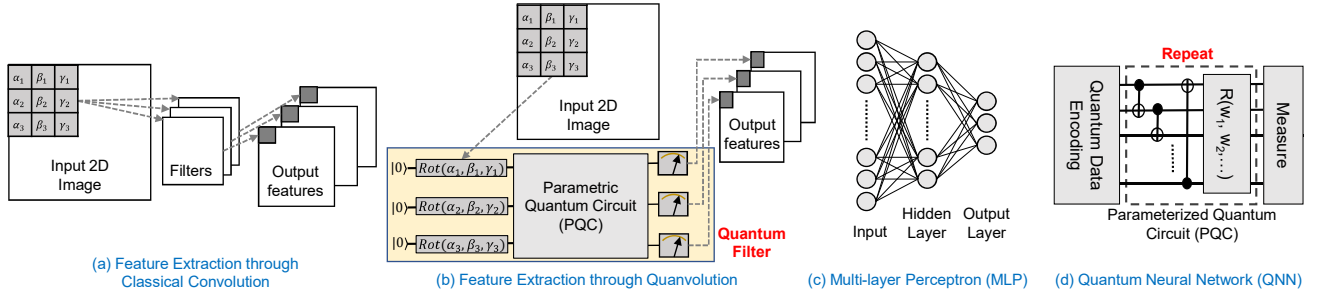 α₁ β₁ γ₁
α₂ β₂ γ₂
α₃ β₃ γ₃
Input 2D
Image
Filters
Output
features
(a) Feature Extraction through
Classical Convolution
α₁ β₁ γ₁
α₂ β₂ γ₂
α₃ β₃ γ₃
Input 2D
Image
Output
features
|0⟩ Rot(α₁, β₁, γ₁)
|0⟩ Rot(α₂, β₂, γ₂)
|0⟩ Rot(α₃, β₃, γ₃)
Parametric
Quantum Circuit
(PQC)
Quantum
Filter
(b) Feature Extraction through Quanvolution
Input
Hidden
Layer
Output
Layer
(c) Multi-layer Perceptron (MLP)
Repeat
Quantum Data
Encoding
R(w₁, w₂,...)
Measure
Parameterized Quantum
Circuit (PQC)
(d) Quantum Neural Network (QNN)